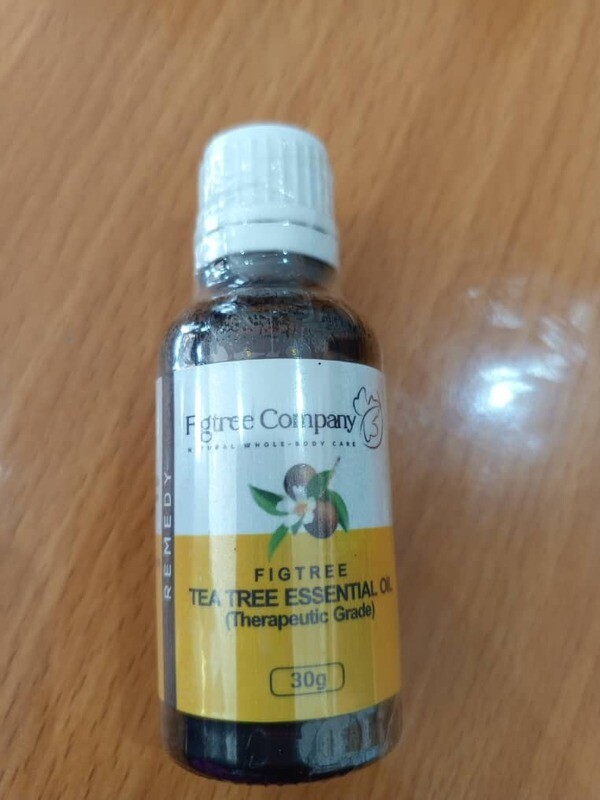 Figtree Company
NATURAL WHOLE-BODY CARE
FIGTREE
TEA TREE ESSENTIAL OIL
(Therapeutic Grade)
30g
REMEDY